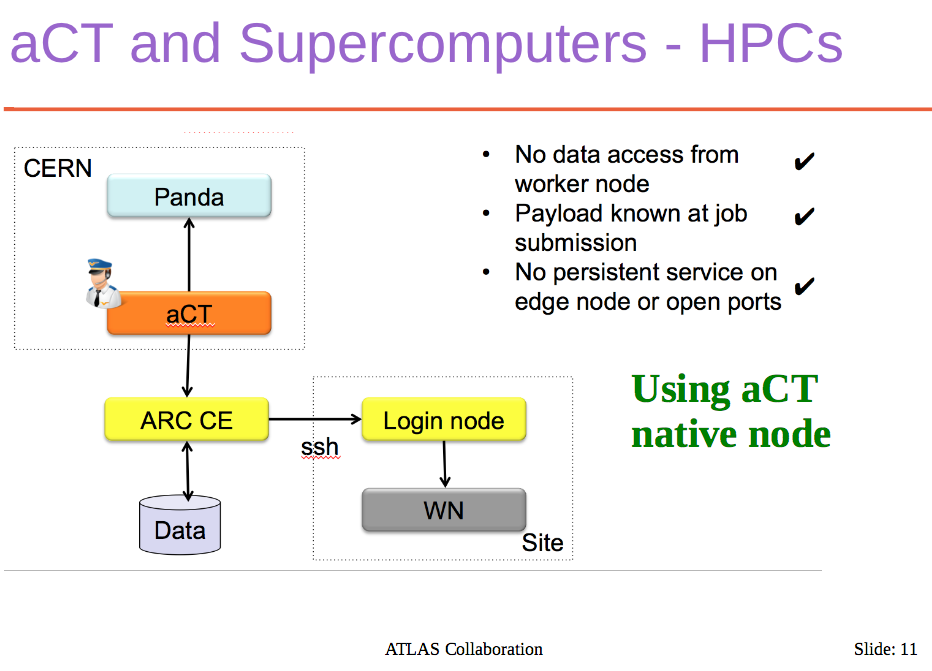 aCT and Supercomputers - HPCs
CERN
Panda
aCT
ARC CE
ssh
Login node
WN
Site
Data
• No data access from ✔
worker node
• Payload known at job ✔
submission
• No persistent service on ✔
edge node or open ports
Using aCT
native node
ATLAS Collaboration
Slide: 11